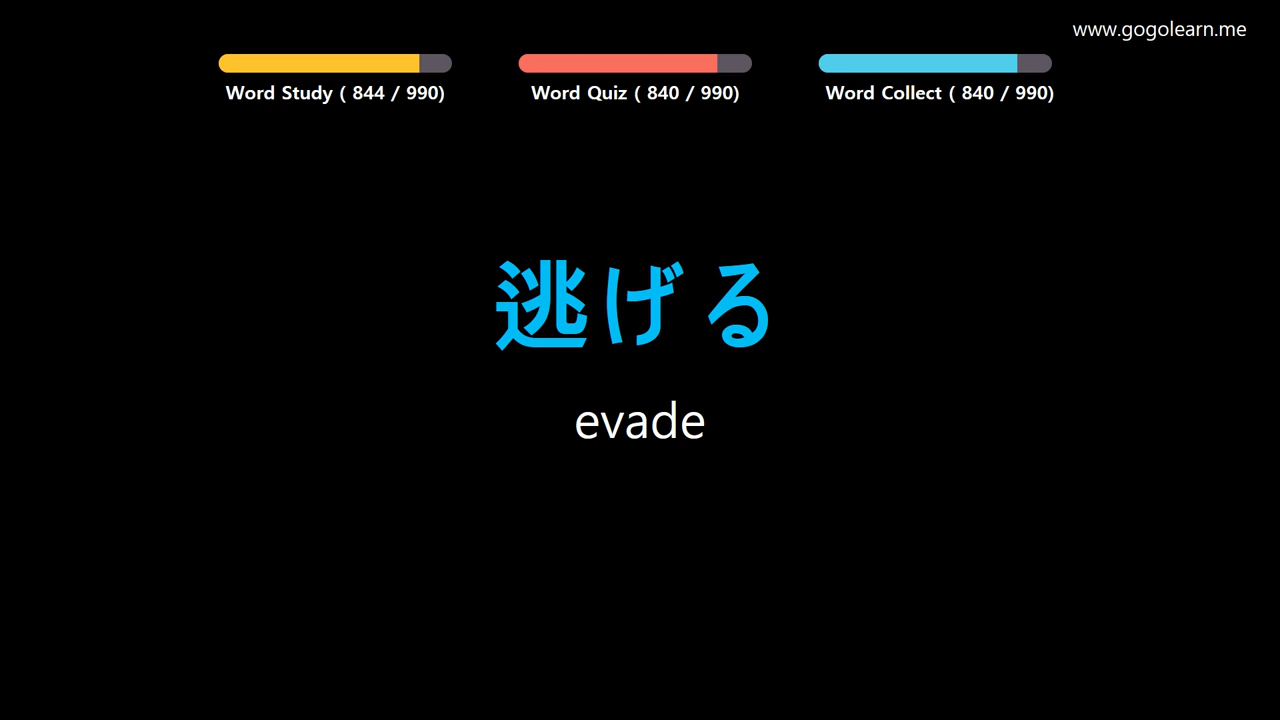 www.gogolearn.me
Word Study ( 844 / 990)
Word Quiz ( 840 / 990)
Word Collect ( 840 / 990)
逃げる
evade